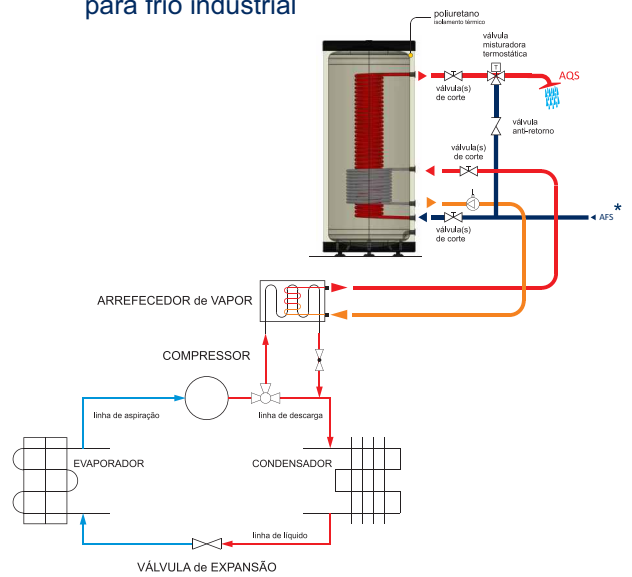 para frio industrial
poliuretano
isolamento térmico
válvula
misturadora
termostática
T
AQS
válvula(s)
de corte
válvula
anti-retorno
válvula(s)
de corte
AFS *
válvula(s)
de corte
ARREFECEDOR de VAPOR
COMPRESSOR
linha de aspiração
linha de descarga
EVAPORADOR
CONDENSADOR
linha de líquido
VÁLVULA de EXPANSÃO